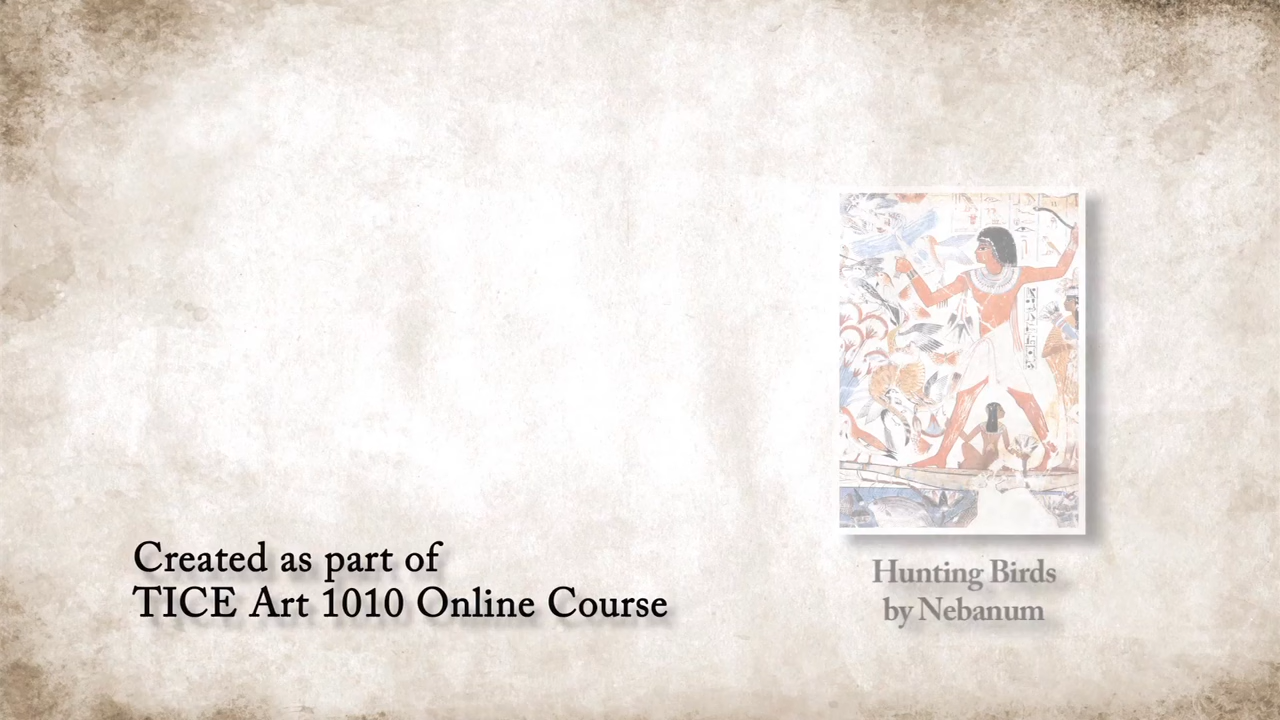 Created as part of
TICE Art 1010 Online Course
Hunting Birds
by Nebanum